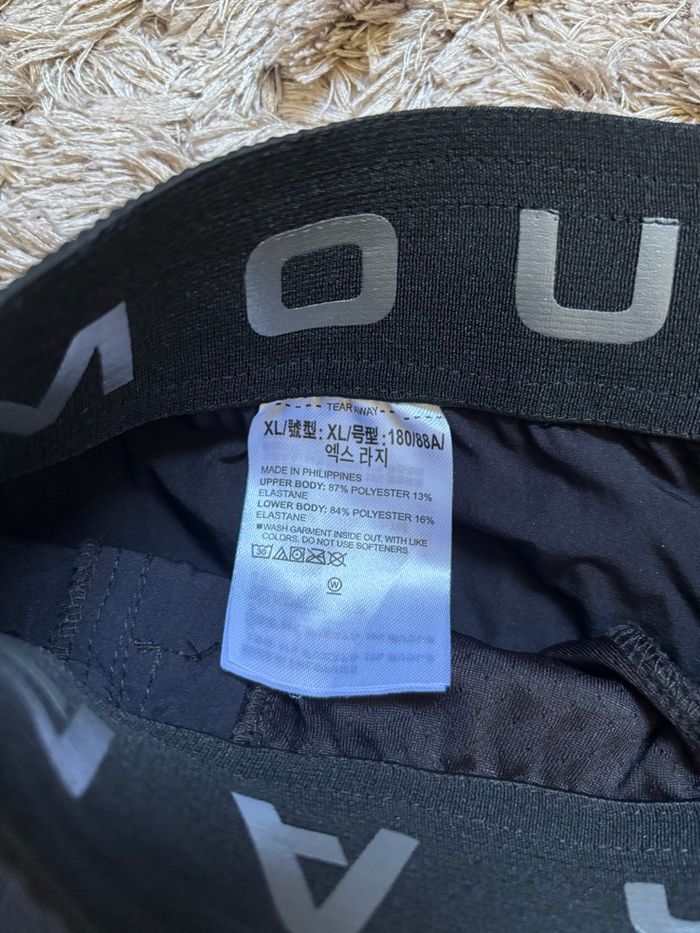 M O U
TEAR AWAY
XL/號型: XL/号型:180/88A/
엑스 라지
MADE IN PHILIPPINES
UPPER BODY: 87% POLYESTER 13%
ELASTANE
LOWER BODY: 84% POLYESTER 16%
ELASTANE
WASH GARMENT INSIDE OUT. WITH LIKE
COLORS. DO NOT USE SOFTENERS
30
W